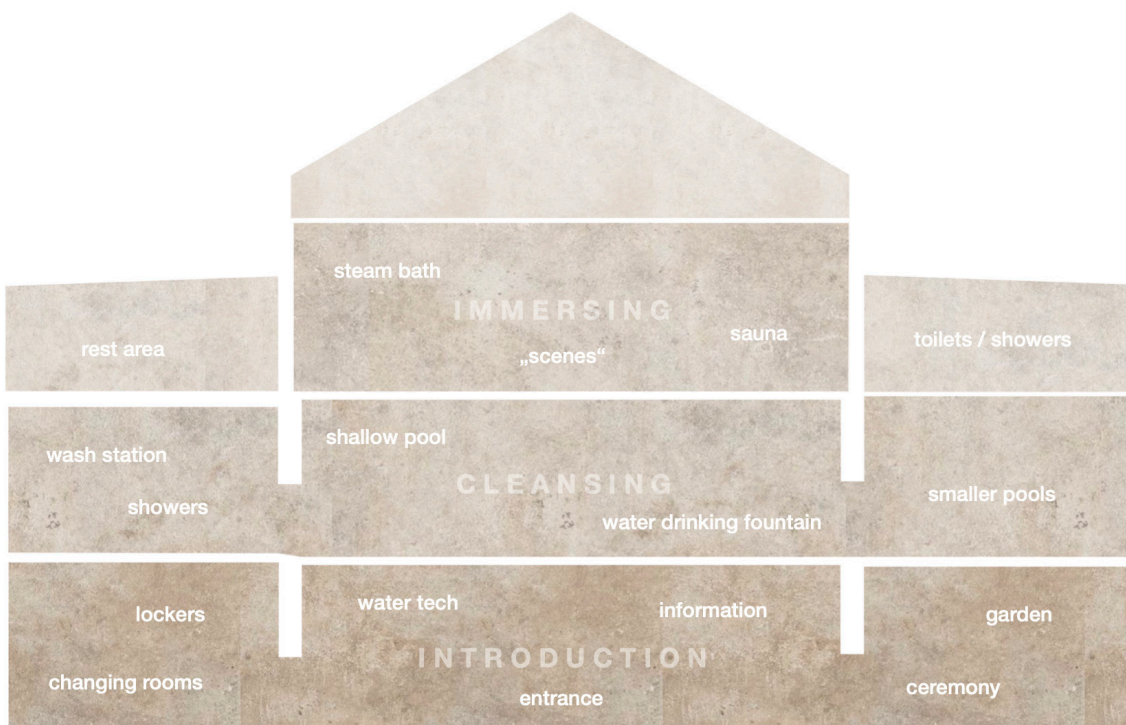 steam bath
IMMERSING
sauna
„scenes“
rest area
toilets / showers
shallow pool
wash station
CLEANSING
smaller pools
showers
water drinking fountain
water tech
information
lockers
garden
INTRODUCTION
changing rooms
entrance
ceremony